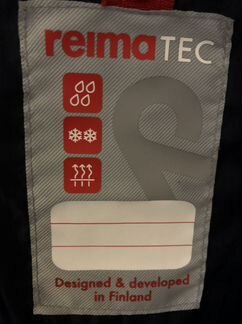 reimaTEC
Designed & developed
in Finland